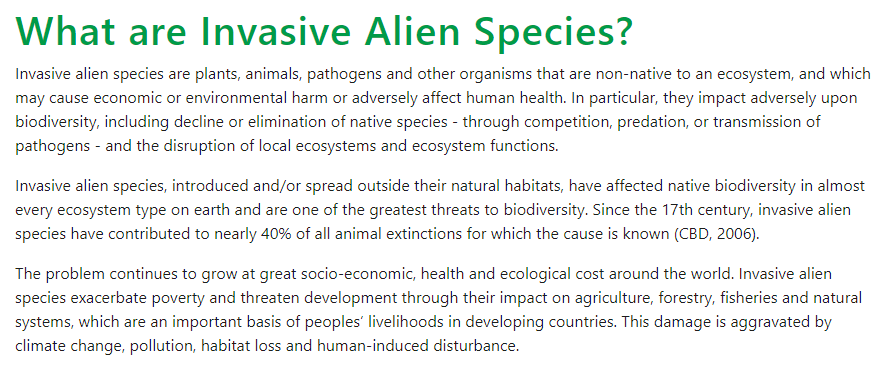 What are Invasive Alien Species?
Invasive alien species are plants, animals, pathogens and other organisms that are non-native to an ecosystem, and which
may cause economic or environmental harm or adversely affect human health. In particular, they impact adversely upon
biodiversity, including decline or elimination of native species - through competition, predation, or transmission of
pathogens - and the disruption of local ecosystems and ecosystem functions.
Invasive alien species, introduced and/or spread outside their natural habitats, have affected native biodiversity in almost
every ecosystem type on earth and are one of the greatest threats to biodiversity. Since the 17th century, invasive alien
species have contributed to nearly 40% of all animal extinctions for which the cause is known (CBD, 2006).
The problem continues to grow at great socio-economic, health and ecological cost around the world. Invasive alien
species exacerbate poverty and threaten development through their impact on agriculture, forestry, fisheries and natural
systems, which are an important basis of peoples’ livelihoods in developing countries. This damage is aggravated by
climate change, pollution, habitat loss and human-induced disturbance.